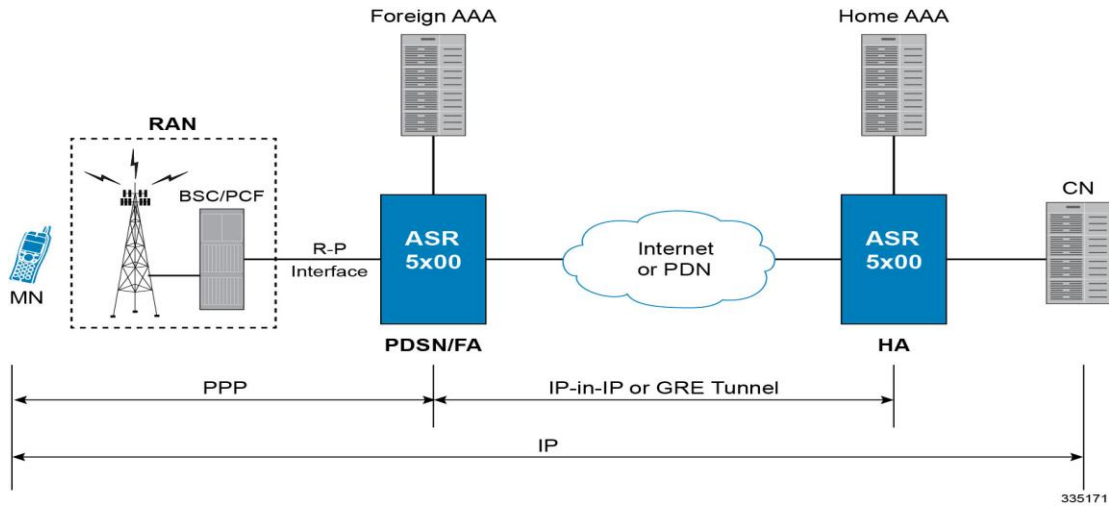 Foreign AAA
Home AAA
RAN
BSC/PCF
CN
R-P
Interface
ASR
5x00
Internet
or PDN
ASR
5x00
MN
PDSN/FA
HA
PPP
IP-in-IP or GRE Tunnel
IP
335171